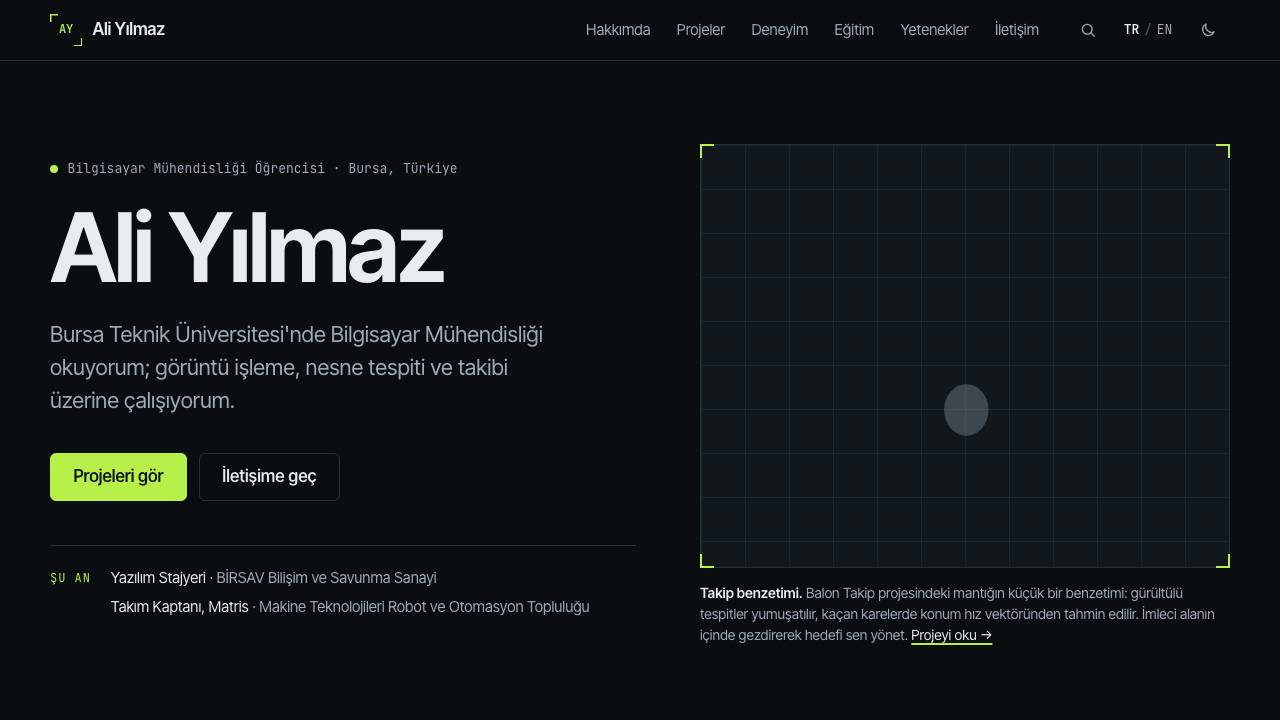 AY
Ali Yılmaz
Hakkımda
Projeler
Deneyim
Eğitim
Yetenekler
İletişim
TR / EN
Bilgisayar Mühendisliği Öğrencisi · Bursa, Türkiye
Ali Yılmaz
Bursa Teknik Üniversitesi'nde Bilgisayar Mühendisliği
okuyorum; görüntü işleme, nesne tespiti ve takibi
üzerine çalışıyorum.
Projeleri gör
İletişime geç
ŞU AN
Yazılım Stajyeri · BİRSAV Bilişim ve Savunma Sanayi
Takım Kaptanı, Matris · Makine Teknolojileri Robot ve Otomasyon Topluluğu
Takip benzetimi. Balon Takip projesindeki mantığın küçük bir benzetimi: gürültülü
tespitler yumuşatılır, kaçan karelerde konum hız vektöründen tahmin edilir. İmleci alanın
içinde gezdirerek hedefi sen yönet. Projeyi oku →